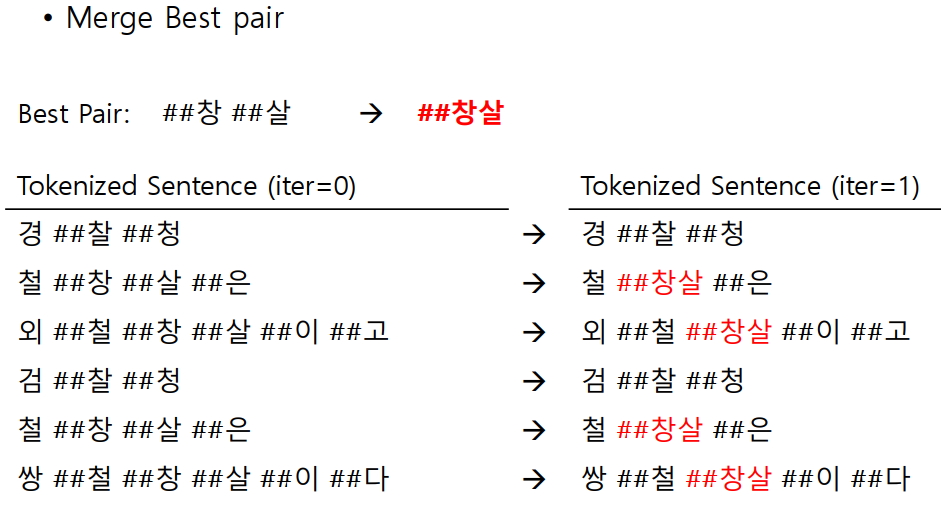 • Merge Best pair
Best Pair: ##창 ##살 → ##창살
Tokenized Sentence (iter=0) Tokenized Sentence (iter=1)
경 ##찰 ##청 → 경 ##찰 ##청
철 ##창 ##살 ##은 → 철 ##창살 ##은
외 ##철 ##창 ##살 ##이 ##고 → 외 ##철 ##창살 ##이 ##고
검 ##찰 ##청 → 검 ##찰 ##청
철 ##창 ##살 ##은 → 철 ##창살 ##은
쌍 ##철 ##창 ##살 ##이 ##다 → 쌍 ##철 ##창살 ##이 ##다